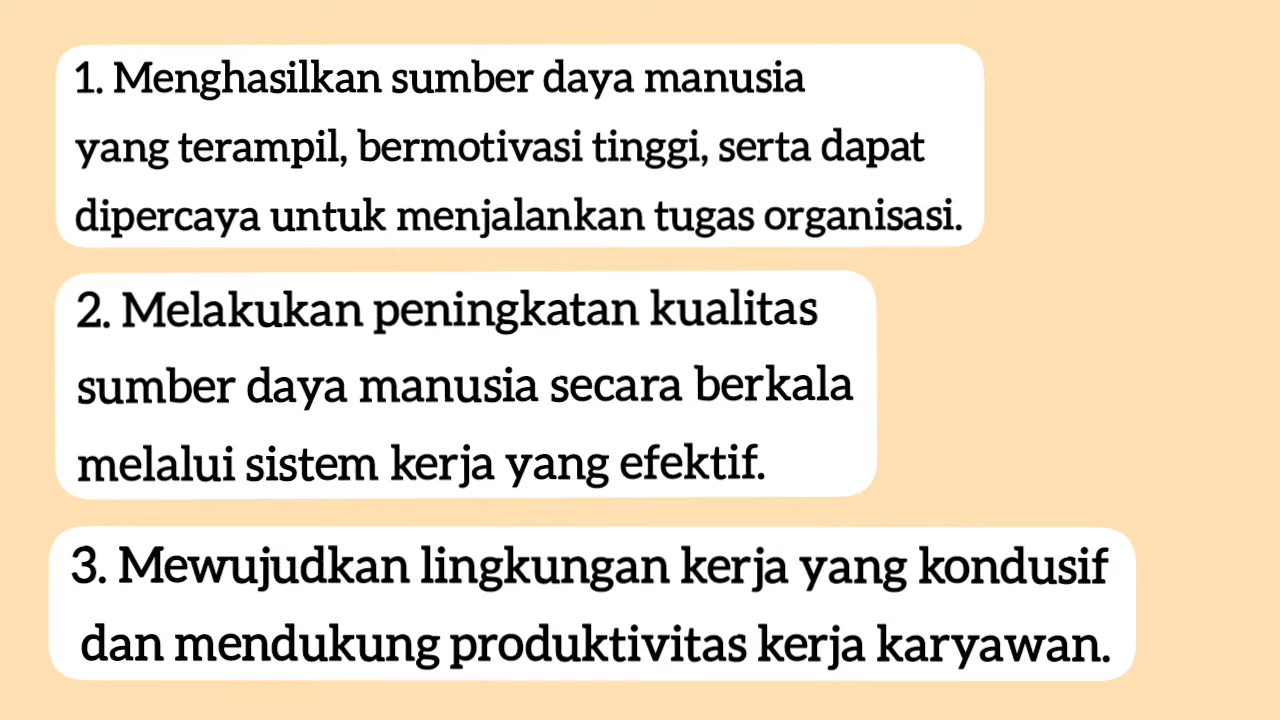 1. Menghasilkan sumber daya manusia
yang terampil, bermotivasi tinggi, serta dapat
dipercaya untuk menjalankan tugas organisasi.
2. Melakukan peningkatan kualitas
sumber daya manusia secara berkala
melalui sistem kerja yang efektif.
3. Mewujudkan lingkungan kerja yang kondusif
dan mendukung produktivitas kerja karyawan.